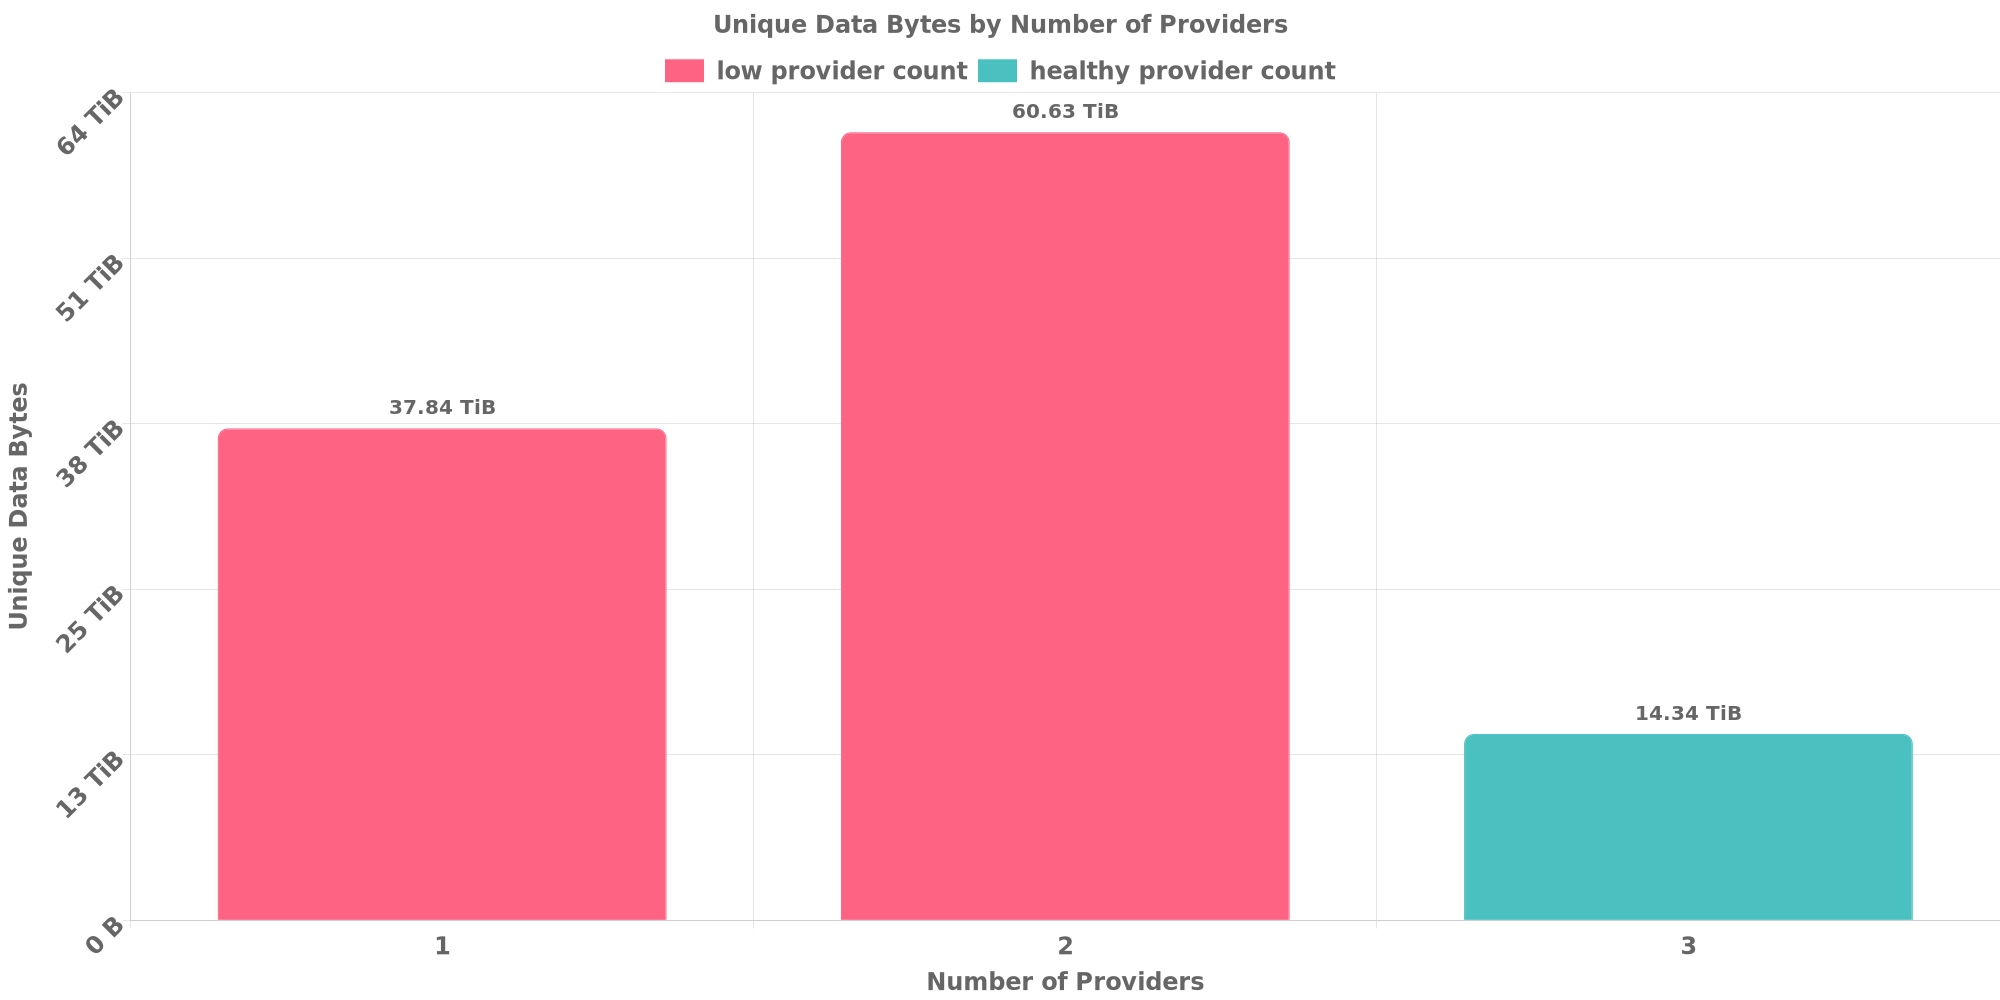 Unique Data Bytes by Number of Providers
low provider count healthy provider count
64 TiB
51 TiB
38 TiB
25 TiB
13 TiB
0 B
Unique Data Bytes
37.84 TiB
60.63 TiB
14.34 TiB
1 2 3
Number of Providers